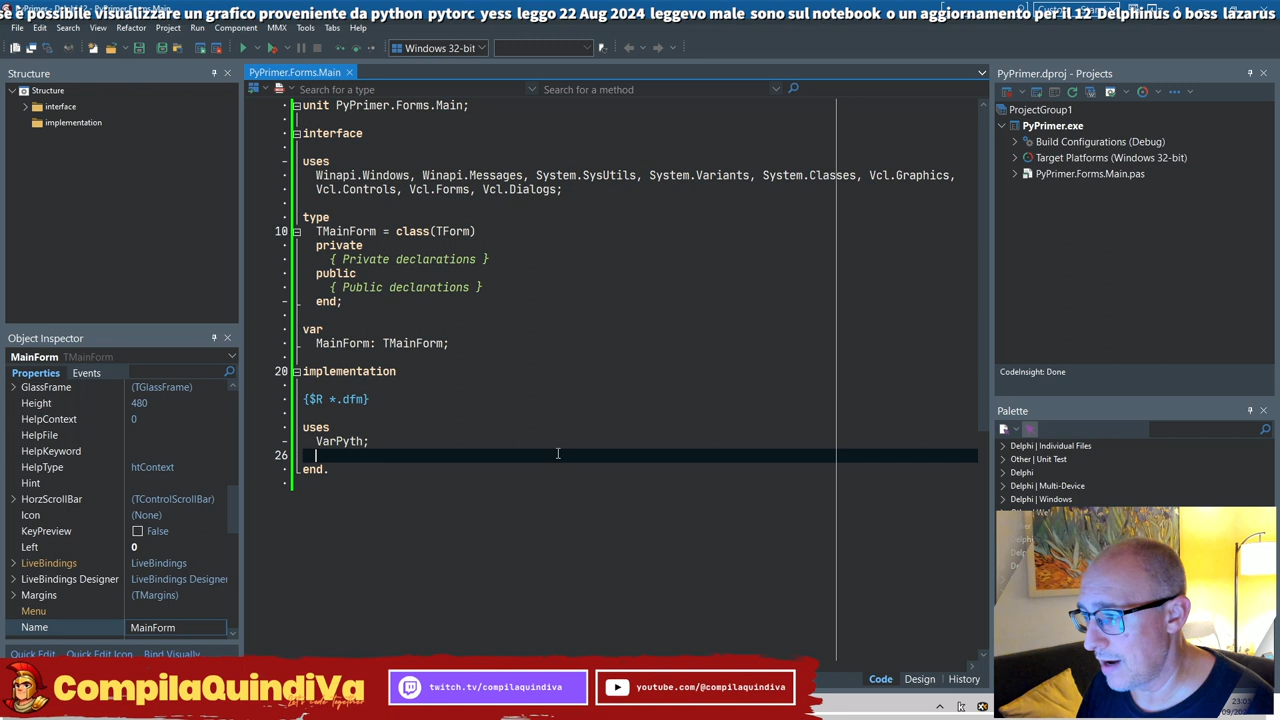 se è possibile Visualizzare un grafico proveniente da python pytorc yess leggo 22 Aug 2024 leggevo male sono sul notebook o un aggiornamento per il 12 Delphinus o boss lazarus
File Edit Search View Refactor Project Run Component MMX Tools Tabs Help
Windows 32-bit
Structure
Structure
interface
implementation
Object Inspector
MainForm TMainForm
Properties Events
GlassFrame (TGlassFrame)
Height 480
HelpContext 0
HelpFile
HelpKeyword
HelpType htContext
Hint
HorzScrollBar (TControlScrollBar)
Icon (None)
KeyPreview False
Left 0
LiveBindings LiveBindings
LiveBindings Designer LiveBindings Designer
Margins (TMargins)
Menu
Name MainForm
Quick Edit Quick Edit Icon Bind Visually
PyPrimer.Forms.Main
Search for a type Search for a method
unit PyPrimer.Forms.Main;
interface
uses
Winapi.Windows, Winapi.Messages, System.SysUtils, System.Variants, System.Classes, Vcl.Graphics,
Vcl.Controls, Vcl.Forms, Vcl.Dialogs;
type
10 TMainForm = class(TForm)
private
{ Private declarations }
public
{ Public declarations }
end;
var
MainForm: TMainForm;
20 implementation
{$R *.dfm}
uses
VarPyth;
26
end.
Code Design History
PyPrimer.dproj - Projects
ProjectGroup1
PyPrimer.exe
Build Configurations (Debug)
Target Platforms (Windows 32-bit)
PyPrimer.Forms.Main.pas
CodeInsight: Done
Palette
Delphi | Individual Files
Other | Unit Test
Delphi
Delphi | Multi-Device
Delphi | Windows
CompilaQuindiVa
twitch.tv/compilaquindiva
youtube.com/@compilaquindiva